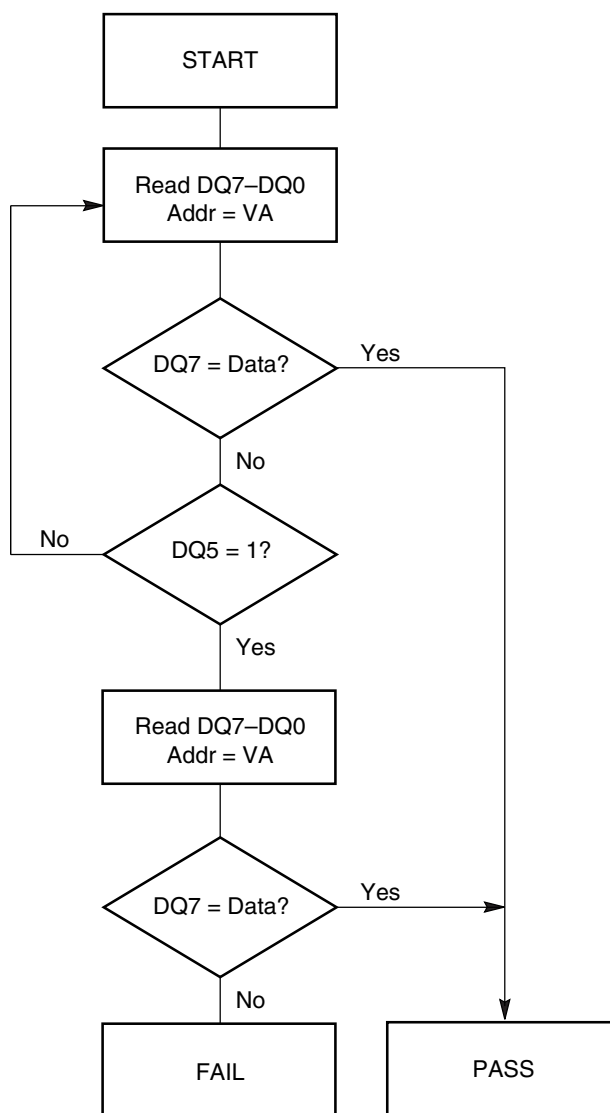 START
Read DQ7–DQ0
Addr = VA
DQ7 = Data?
Yes
No
DQ5 = 1?
No
Yes
Read DQ7–DQ0
Addr = VA
DQ7 = Data?
Yes
No
FAIL
PASS